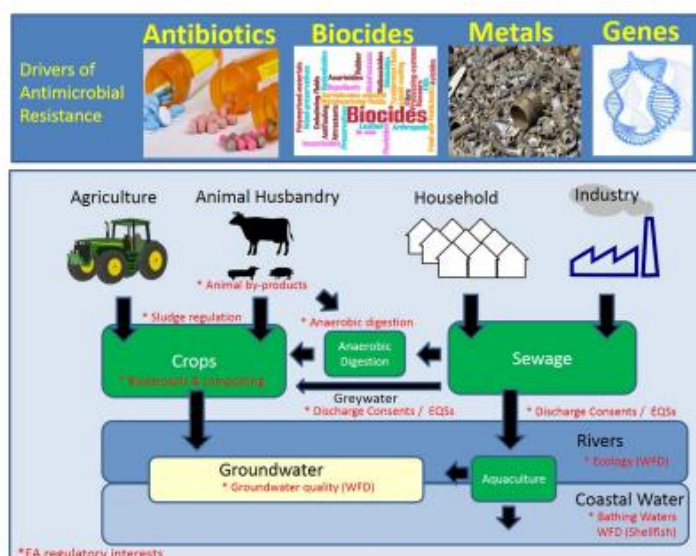 Antibiotics
Biocides
Metals
Genes
Drivers of
Antimicrobial
Resistance
Biocides
Agriculture
Animal Husbandry
Household
Industry
* Animal by-products
* Sludge regulation
* Anaerobic digestion
Anaerobic
Digestion
Crops
Sewage
* Biosolids & composting
Greywater
* Discharge Consents / EQSs
* Discharge Consents / EQSs
Rivers
* Ecology (WFD)
Groundwater
* Groundwater quality (WFD)
Aquaculture
Coastal Water
* Bathing Waters
WFD (Shellfish)
*EA regulatory interests